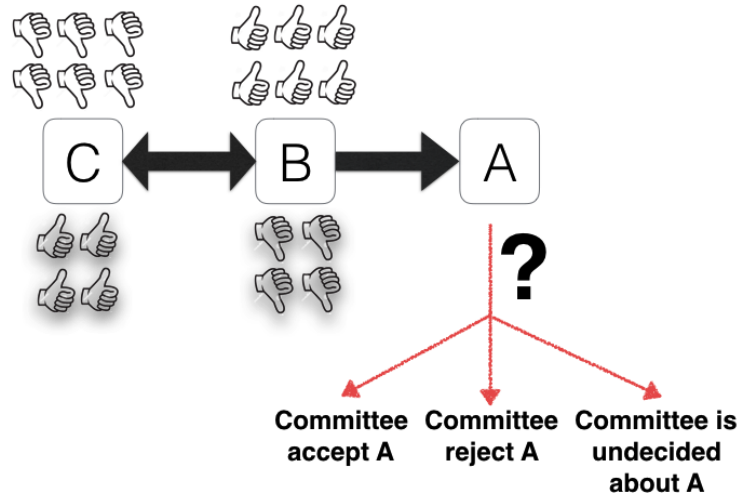 C
B
A
?
Committee
accept A
Committee
reject A
Committee is
undecided
about A